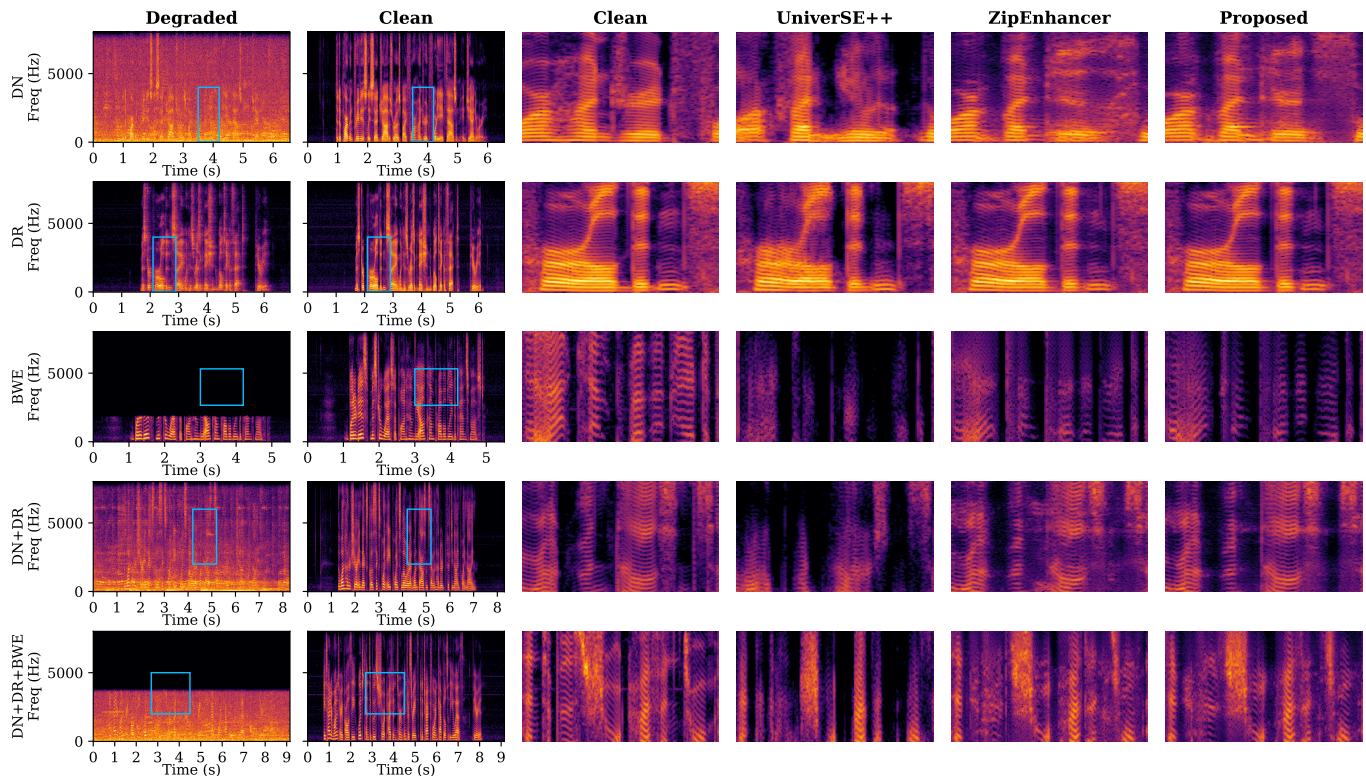 Degraded Clean Clean UniverSE++ ZipEnhancer Proposed
DN
Freq (Hz)
5000
0
0 1 2 3 4 5 6
0 1 2 3 4 5 6
Time (s) Time (s)
DR
Freq (Hz)
5000
0
0 1 2 3 4 5 6
0 1 2 3 4 5 6
Time (s) Time (s)
BWE
Freq (Hz)
5000
0
0 1 2 3 4 5
0 1 2 3 4 5
Time (s) Time (s)
DN+DR
Freq (Hz)
5000
0
0 1 2 3 4 5 6 7 8
0 1 2 3 4 5 6 7 8
Time (s) Time (s)
DN+DR+BWE
Freq (Hz)
5000
0
0 1 2 3 4 5 6 7 8 9
0 1 2 3 4 5 6 7 8 9
Time (s) Time (s)